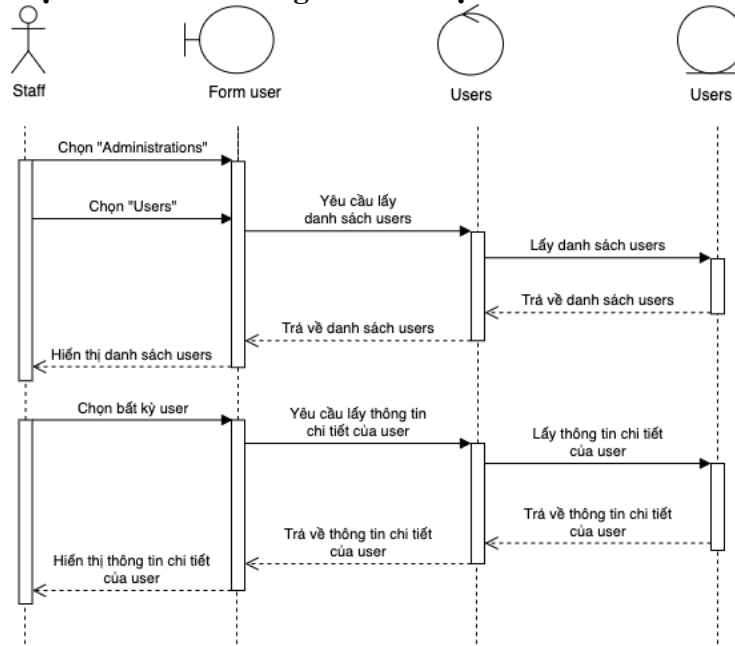 Staff
Form user
Users
Users
Chọn "Administrations"
Chọn "Users"
Yêu cầu lấy
danh sách users
Lấy danh sách users
Trả về danh sách users
Trả về danh sách users
Hiển thị danh sách users
Chọn bất kỳ user
Yêu cầu lấy thông tin
chi tiết của user
Lấy thông tin chi tiết
của user
Trả về thông tin chi tiết
của user
Trả về thông tin chi tiết
của user
Hiển thị thông tin chi tiết
của user